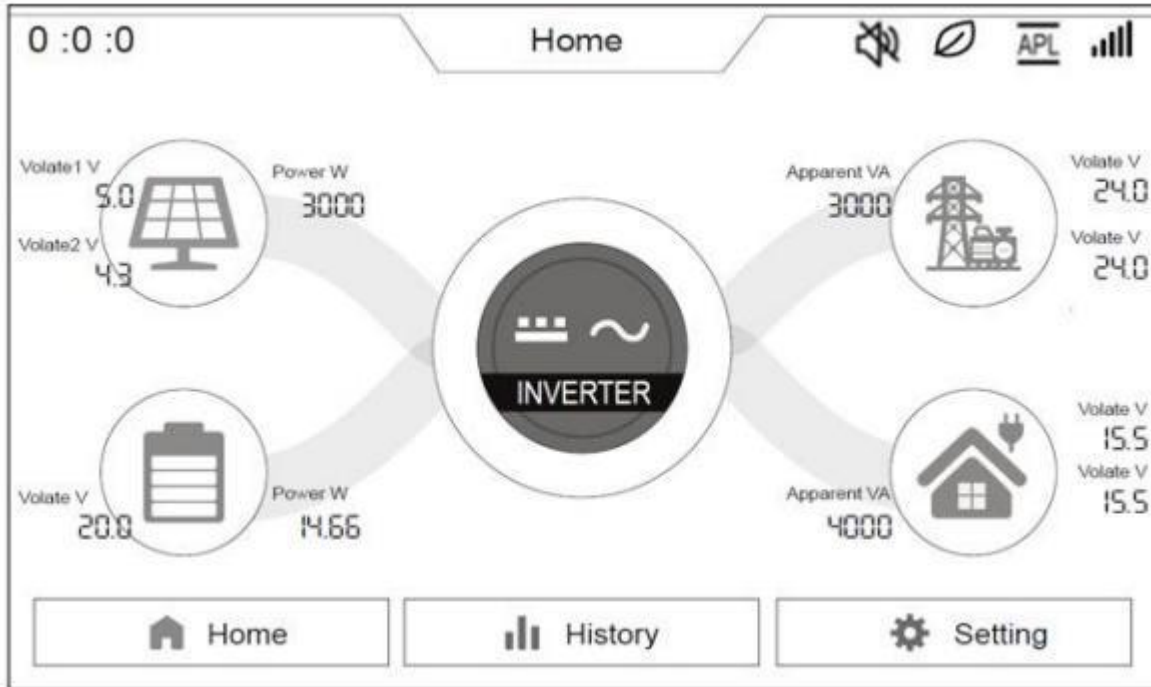 0 :0 :0
Home
APL
Volate1 V
5.0
Power W
3000
Volate2 V
4.3
Apparent VA
3000
Volate V
24.0
Volate V
24.0
INVERTER
Volate V
20.0
Power W
14.66
Apparent VA
4000
Volate V
15.5
Volate V
15.5
Home
History
Setting